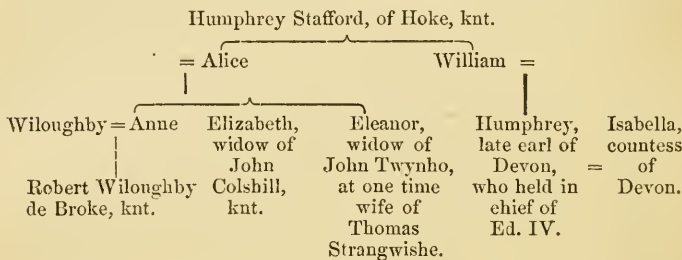 Humphrey Stafford, of Hoke, knt.
= Alice William =
Wiloughby = Anne Elizabeth, Eleanor, Humphrey, Isabella,
widow of widow of late earl of countess
John John Twynho, Devon, = of
Robert Wiloughby Colshill, at one time who held in Devon.
de Broke, knt. knt. wife of chief of
Thomas Ed. IV.
Strangwishe.